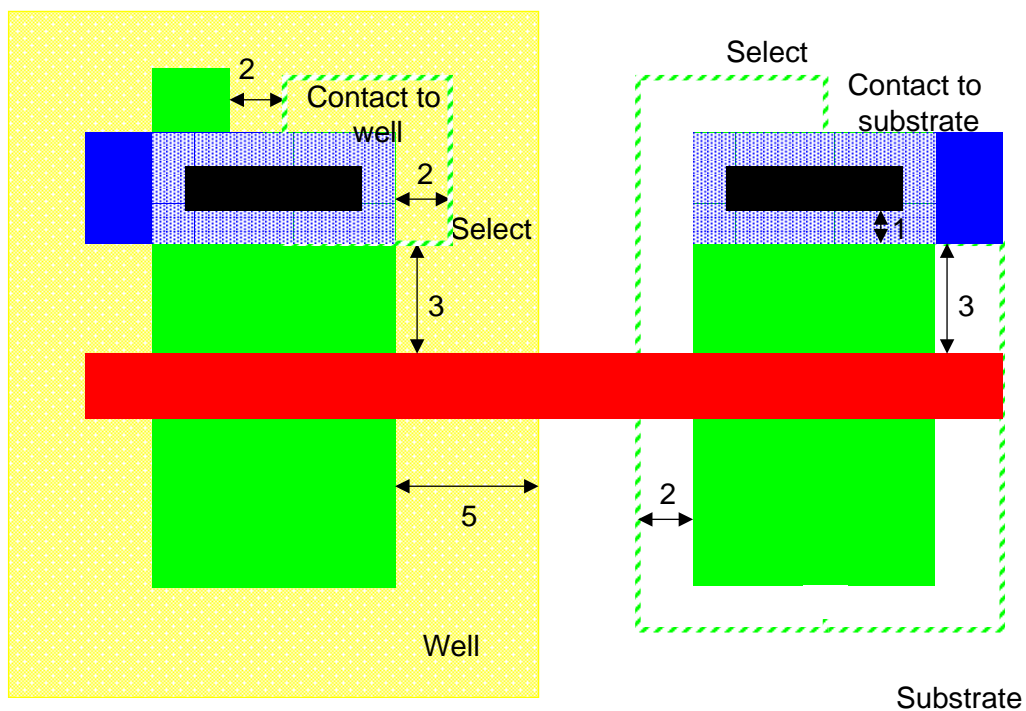 Select
2
Contact to
well
Contact to
substrate
2
Select
1
3
3
2
5
Well
Substrate